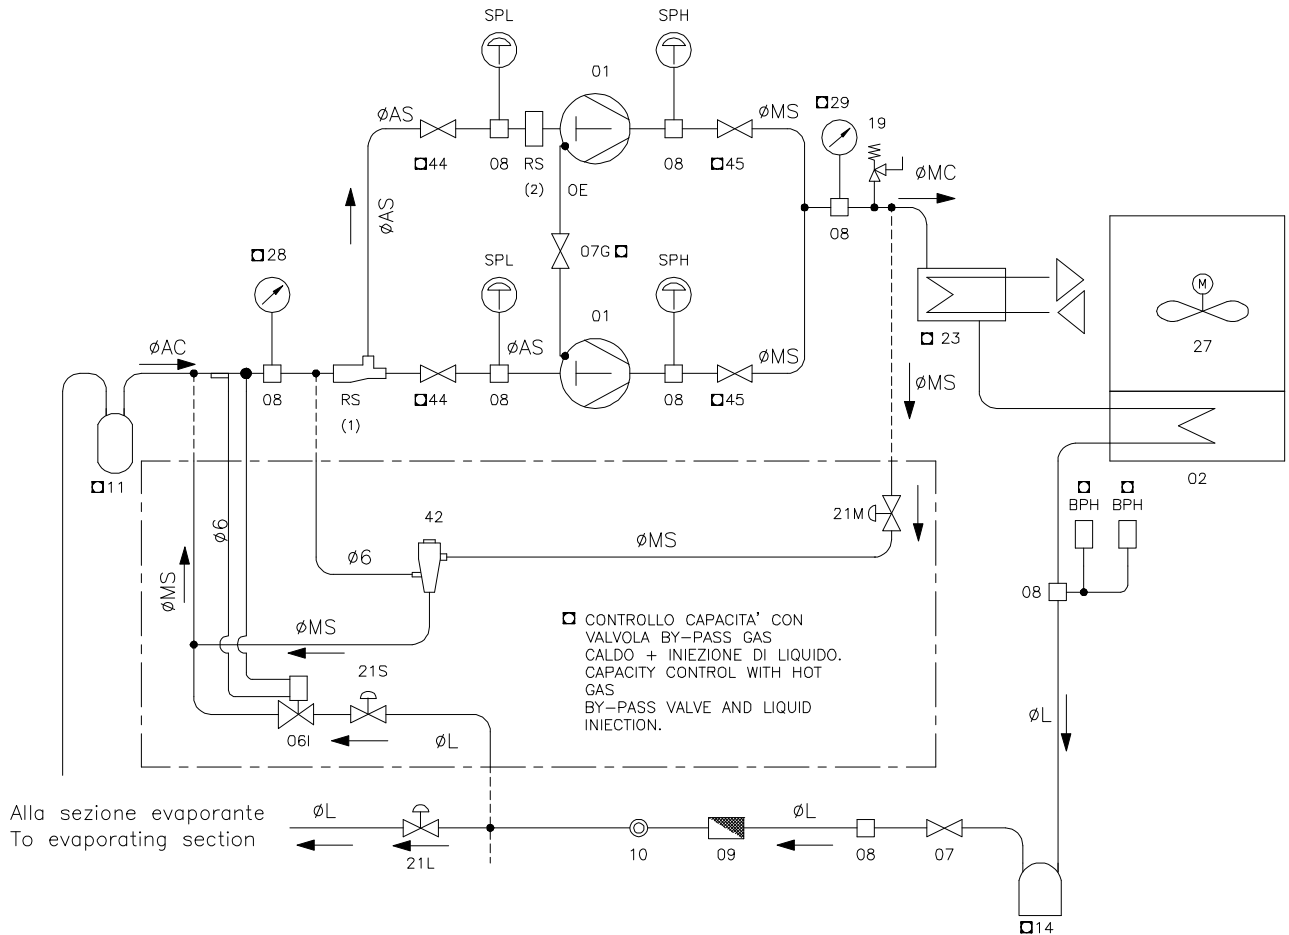 SPL
SPH
01
ØAS
ØMS
29
19
44
08
RS
(2)
08
45
ØMC
OE
ØAS
08
28
07G
SPL
SPH
M
01
27
ØAC
ØAS
ØMS
23
08
RS
(1)
44
08
08
45
ØMS
11
02
BPH
BPH
42
21M
Ø6
ØMS
Ø6
ØMS
08
ØMS
CONTROLLO CAPACITA' CON
VALVOLA BY-PASS GAS
CALDO + INIEZIONE DI LIQUIDO.
CAPACITY CONTROL WITH HOT
GAS
BY-PASS VALVE AND LIQUID
INIECTION.
21S
06I
ØL
ØL
Alla sezione evaporante
To evaporating section
ØL
21L
10
09
ØL
08
07
14